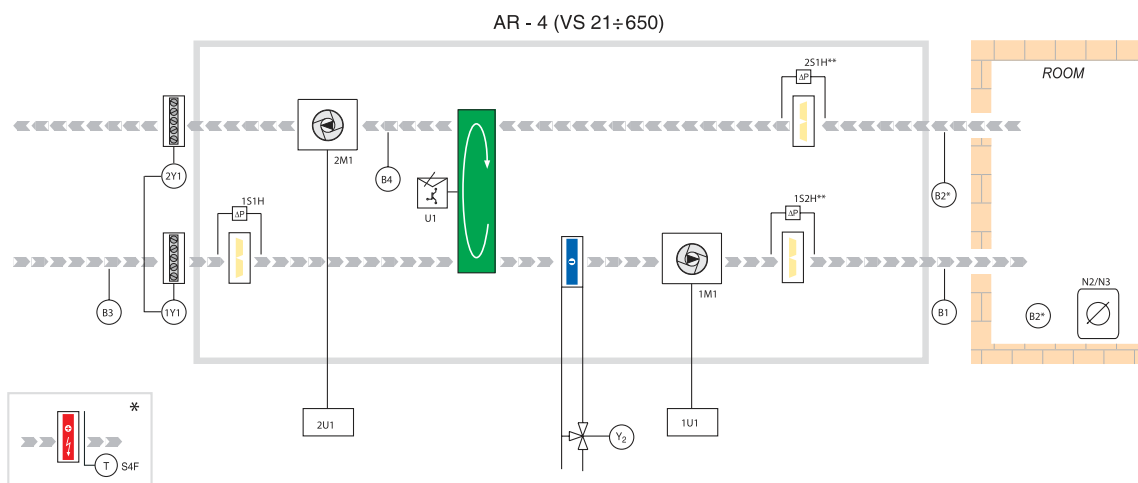 AR - 4 (VS 21÷650)
2S1H**
ΔP
ROOM
2M1
2Y1
B4
U1
B2*
1S1H
ΔP
1S2H**
ΔP
B3
1Y1
1M1
B1
N2/N3
B2*
2U1
1U1
Y2
*
T
S4F